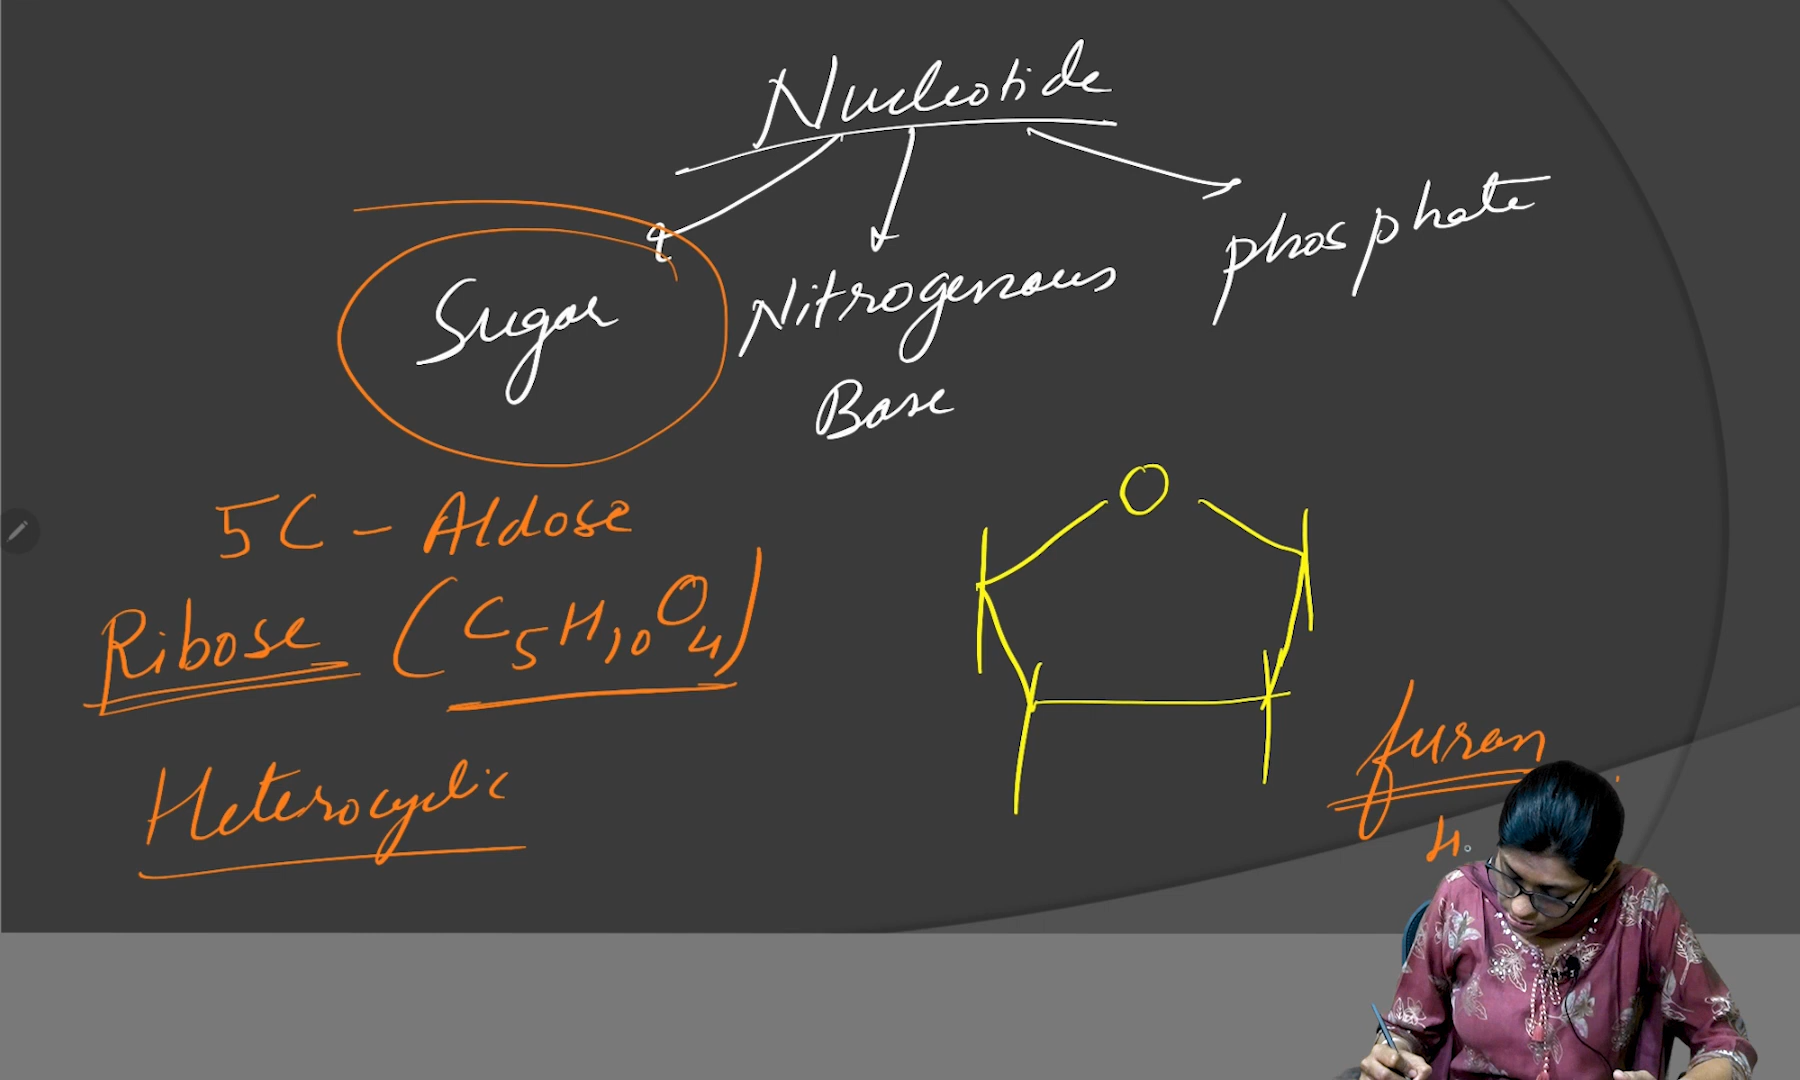 Nucleotide
Sugar
Nitrogenous
Base
phosphate
5C - Aldose
Ribose (C₅H₁₀O₄)
Heterocyclic
O
furan
4